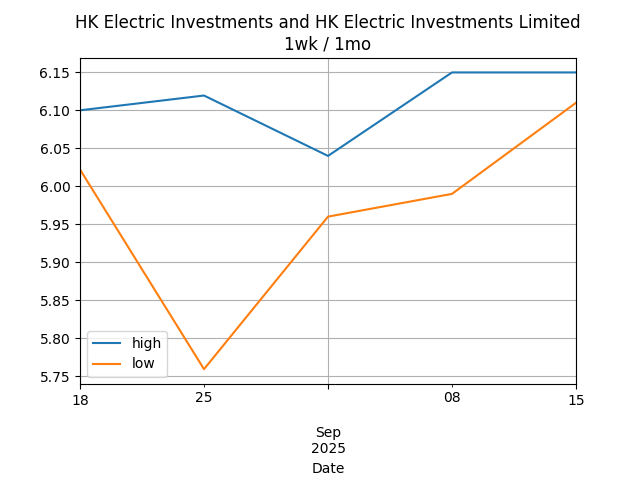 HK Electric Investments and HK Electric Investments Limited
1wk / 1mo
6.15
6.10
6.05
6.00
5.95
5.90
5.85
5.80
5.75
high
low
18
25
08
15
Sep
2025
Date